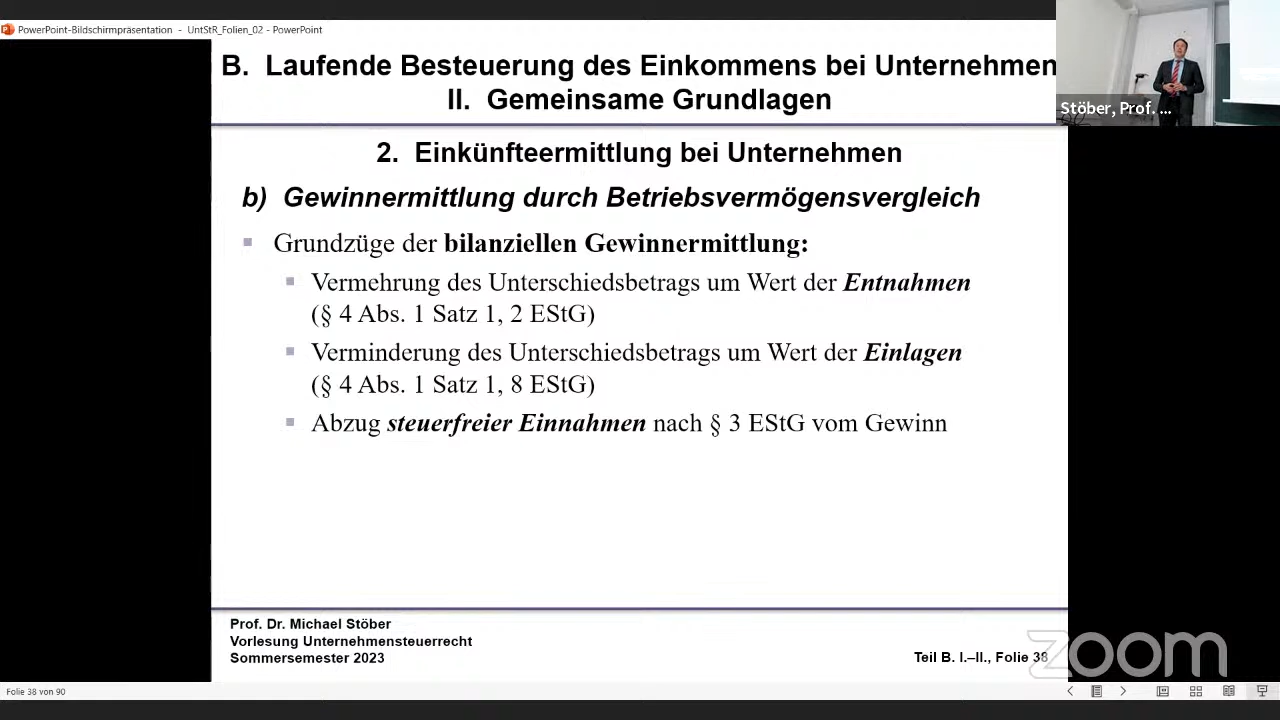 PowerPoint-Bildschirmpräsentation - UntStR_Folien_02 - PowerPoint
B. Laufende Besteuerung des Einkommens bei Unternehmen
II. Gemeinsame Grundlagen
Stöber, Prof. ...
2. Einkünfteermittlung bei Unternehmen
b) Gewinnermittlung durch Betriebsvermögensvergleich
Grundzüge der bilanziellen Gewinnermittlung:
Vermehrung des Unterschiedsbetrags um Wert der Entnahmen
(§ 4 Abs. 1 Satz 1, 2 EStG)
Verminderung des Unterschiedsbetrags um Wert der Einlagen
(§ 4 Abs. 1 Satz 1, 8 EStG)
Abzug steuerfreier Einnahmen nach § 3 EStG vom Gewinn
Prof. Dr. Michael Stöber
Vorlesung Unternehmensteuerrecht
Sommersemester 2023
Teil B. I.–II., Folie 38
zoom
Folie 38 von 90